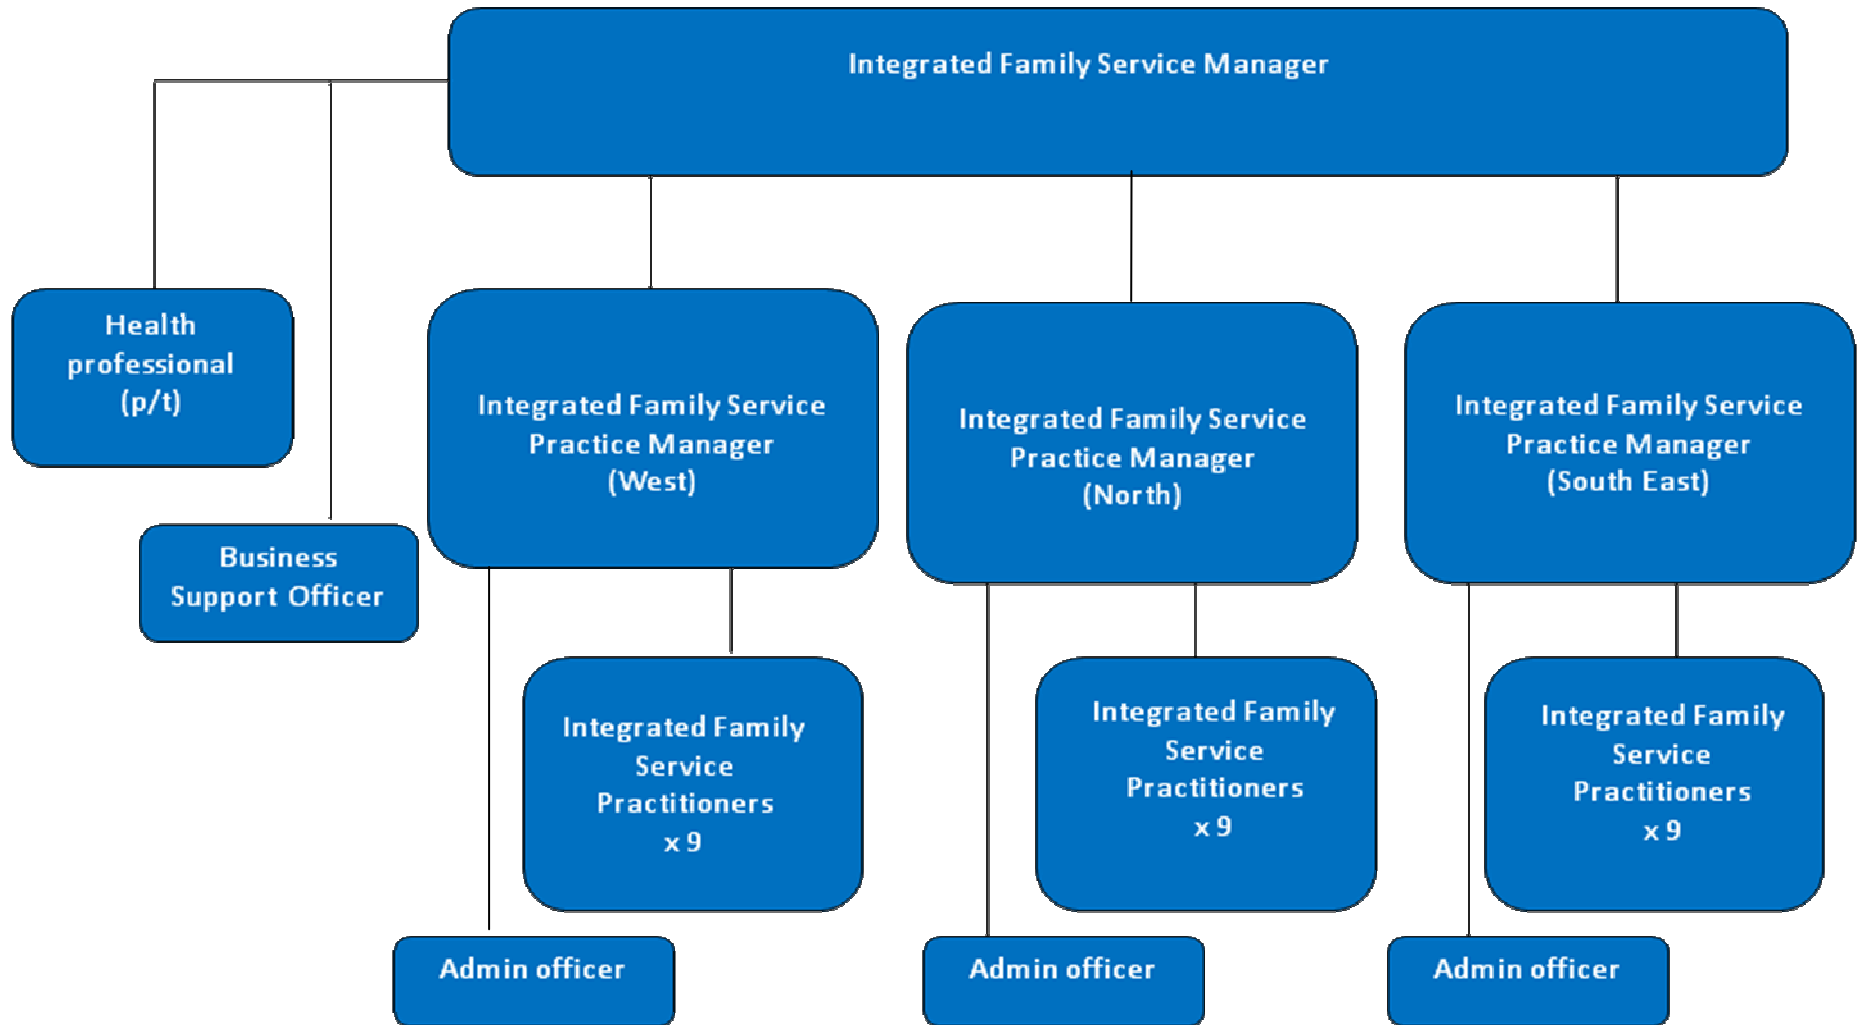 Integrated Family Service Manager
Health
professional
(p/t)
Business
Support Officer
Integrated Family Service
Practice Manager
(West)
Integrated Family Service
Practice Manager
(North)
Integrated Family Service
Practice Manager
(South East)
Integrated Family
Service
Practitioners
x 9
Integrated Family
Service
Practitioners
x 9
Integrated Family
Service
Practitioners
x 9
Admin officer
Admin officer
Admin officer